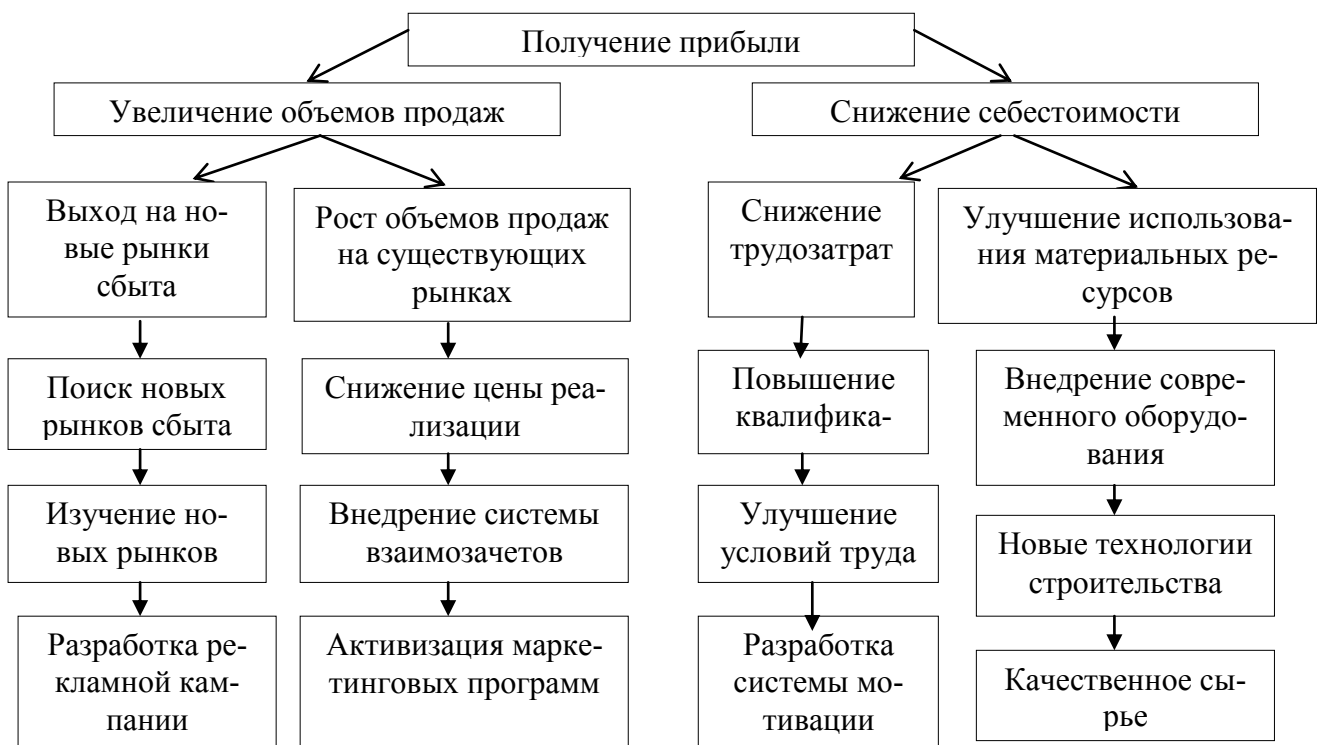 Получение прибыли
Увеличение объемов продаж
Снижение себестоимости
Выход на но-
вые рынки
сбыта
Рост объемов продаж
на существующих
рынках
Снижение
трудозатрат
Улучшение использова-
ния материальных ре-
сурсов
Поиск новых
рынков сбыта
Снижение цены реа-
лизации
Повышение
квалифика-
Внедрение совре-
менного оборудо-
вания
Изучение но-
вых рынков
Внедрение системы
взаимозачетов
Улучшение
условий труда
Новые технологии
строительства
Разработка ре-
кламной кам-
пании
Активизация марке-
тинговых программ
Разработка
системы мо-
тивации
Качественное сы-
рье